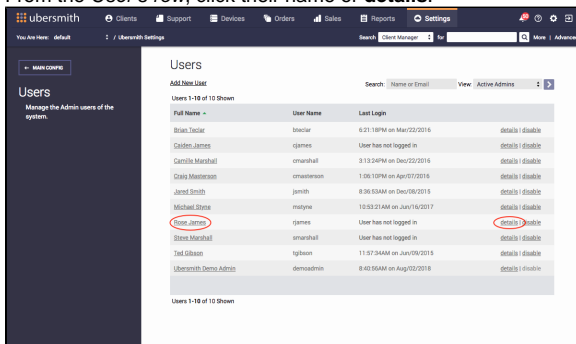 From the User's row, click their name or details.
ubersmith Clients Support Devices Orders Sales Reports Settings
You Are Here: default / Ubersmith Settings Search Client Manager for More | Advanced
← MAIN CONFIG
Users
Manage the Admin users of the
system.
Users
Add New User Search: Name or Email View: Active Admins
Users 1-10 of 10 Shown
Full Name User Name Last Login
Brian Teclar bteclar 6:21:18PM on Mar/22/2016 details | disable
Caiden James cjames User has not logged in details | disable
Camille Marshall cmarshall 3:13:24PM on Dec/22/2016 details | disable
Craig Masterson cmasterson 1:06:10PM on Apr/07/2016 details | disable
Jared Smith jsmith 8:36:53AM on Dec/08/2015 details | disable
Michael Styne mstyne 10:53:21AM on Jun/16/2017 details | disable
Rose James rjames User has not logged in details | disable
Steve Marshall smarshall User has not logged in details | disable
Ted Gibson tgibson 11:57:34AM on Jun/09/2015 details | disable
Ubersmith Demo Admin demoadmin 8:40:56AM on Aug/02/2018 details | disable
Users 1-10 of 10 Shown